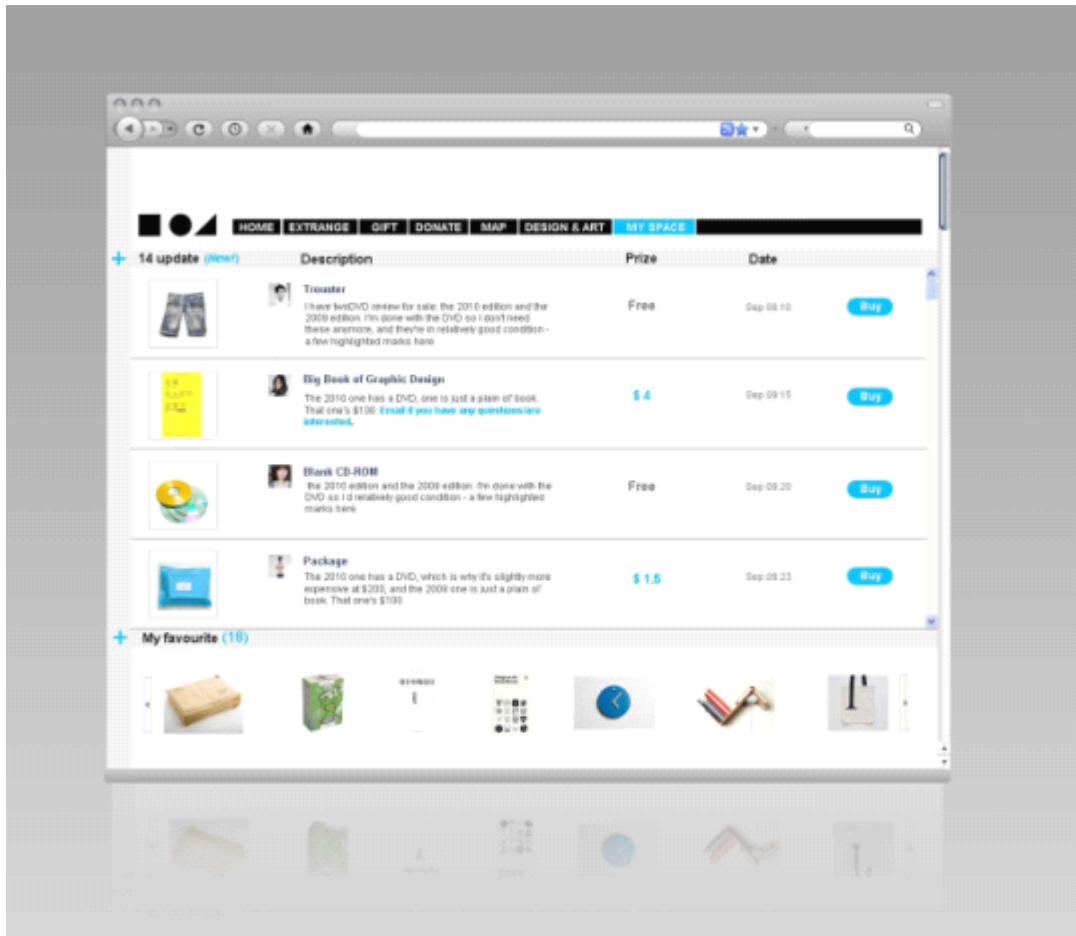 HOME EXTRANGE GIFT DONATE MAP DESIGN & ART MY SPACE
14 update (New!) Description Prize Date
Trouster
I have twoDVD review for sale: the 2010 edition and the
2009 edition. I'm done with the DVD so I don't need
these anymore, and they're in relatively good condition -
a few highlighted marks here
Free
Sep 08:10
Buy
Big Book of Graphic Design
The 2010 one has a DVD, one is just a plain ol' book.
That one's $100. Email if you have any questions are
interested.
$ 4
Sep 09:15
Buy
Blank CD-ROM
the 2010 edition and the 2009 edition. I'm done with the
DVD so I d relatively good condition - a few highlighted
marks here
Free
Sep 09:20
Buy
Package
The 2010 one has a DVD, which is why it's slightly more
expensive at $200, and the 2009 one is just a plain ol'
book. That one's $100
$ 1.5
Sep 09:23
Buy
My favourite (18)